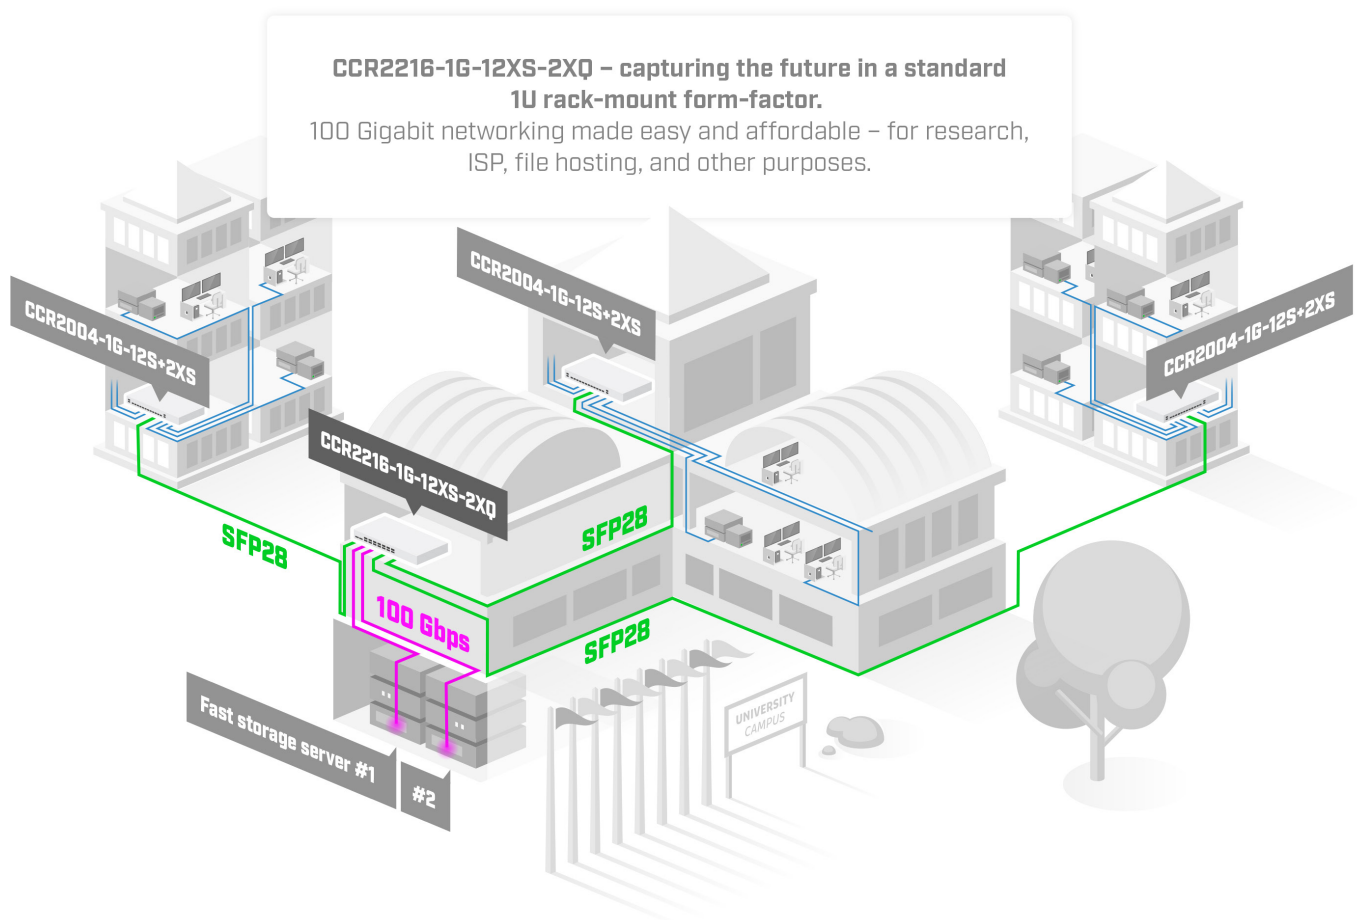 CCR2216-1G-12XS-2XQ – capturing the future in a standard
1U rack-mount form-factor.
100 Gigabit networking made easy and affordable – for research,
ISP, file hosting, and other purposes.
CCR2004-1G-12S+2XS
CCR2004-1G-12S+2XS
CCR2004-1G-12S+2XS
CCR2216-1G-12XS-2XQ
SFP28
SFP28
100 Gbps
SFP28
Fast storage server #1
#2
UNIVERSITY
CAMPUS